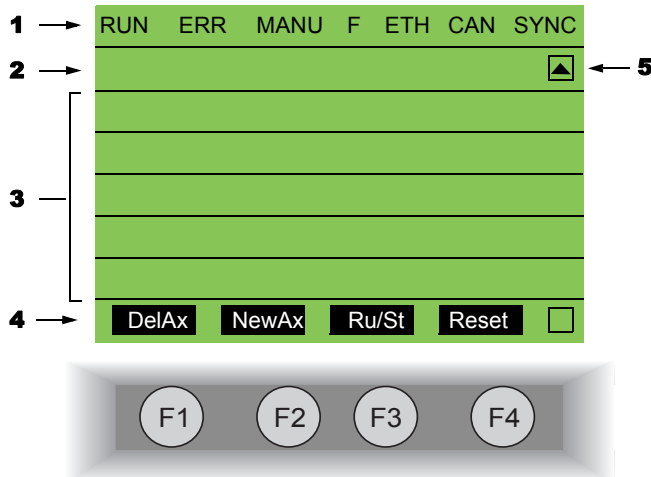 1 RUN ERR MANU F ETH CAN SYNC
2 5
3
4 DelAx NewAx Ru/St Reset
F1 F2 F3 F4